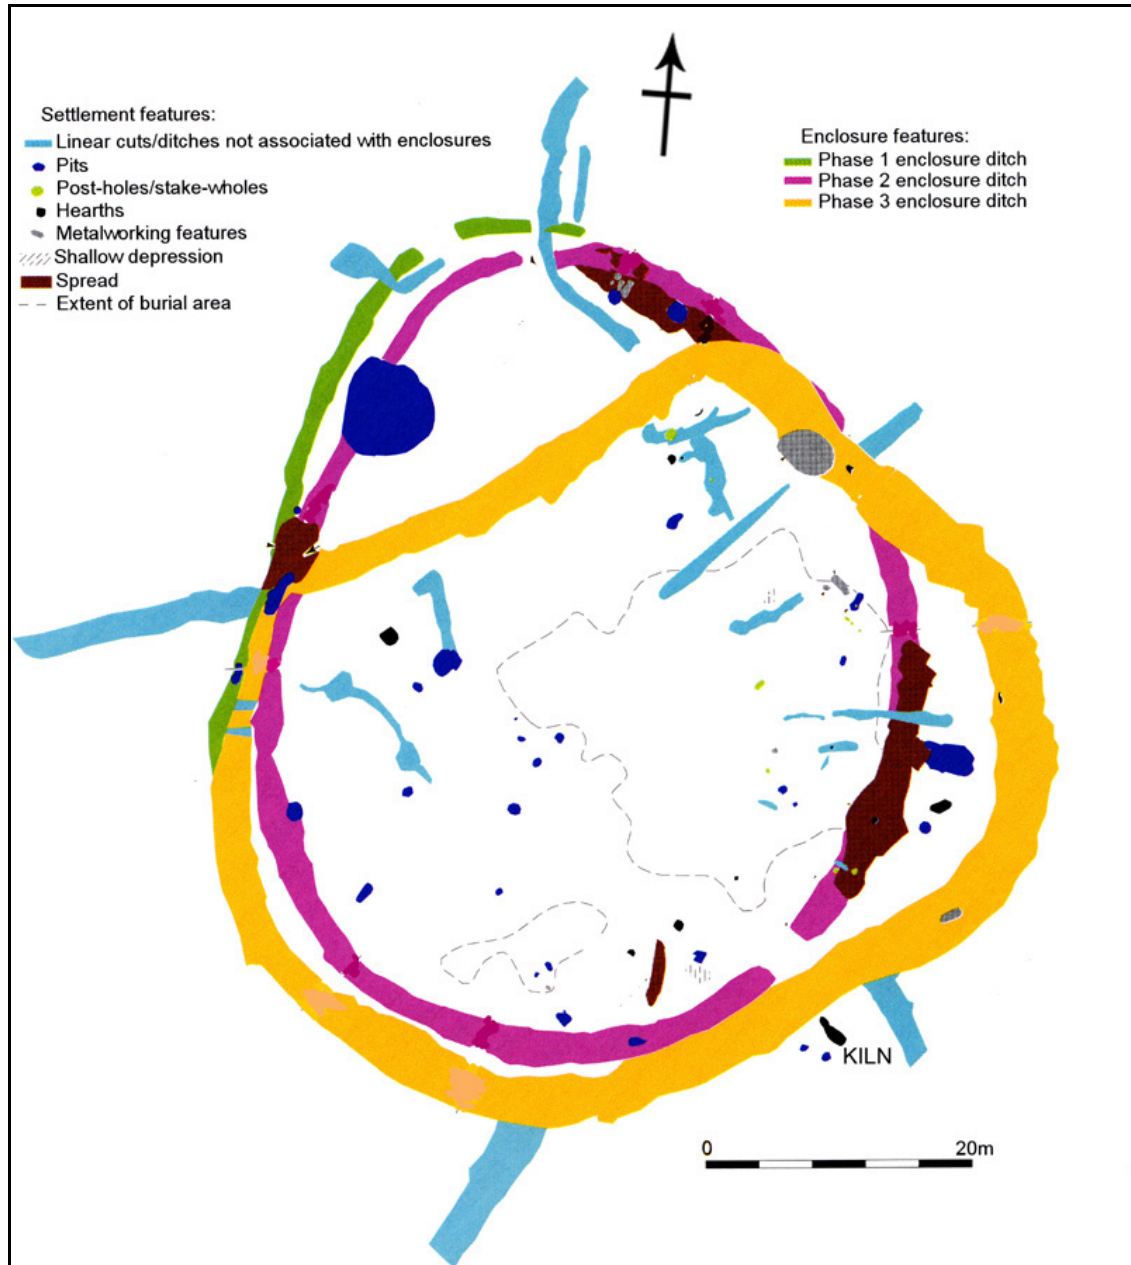 Settlement features:
Linear cuts/ditches not associated with enclosures
Pits
Post-holes/stake-wholes
Hearths
Metalworking features
Shallow depression
Spread
Extent of burial area
Enclosure features:
Phase 1 enclosure ditch
Phase 2 enclosure ditch
Phase 3 enclosure ditch
KILN
0 20m